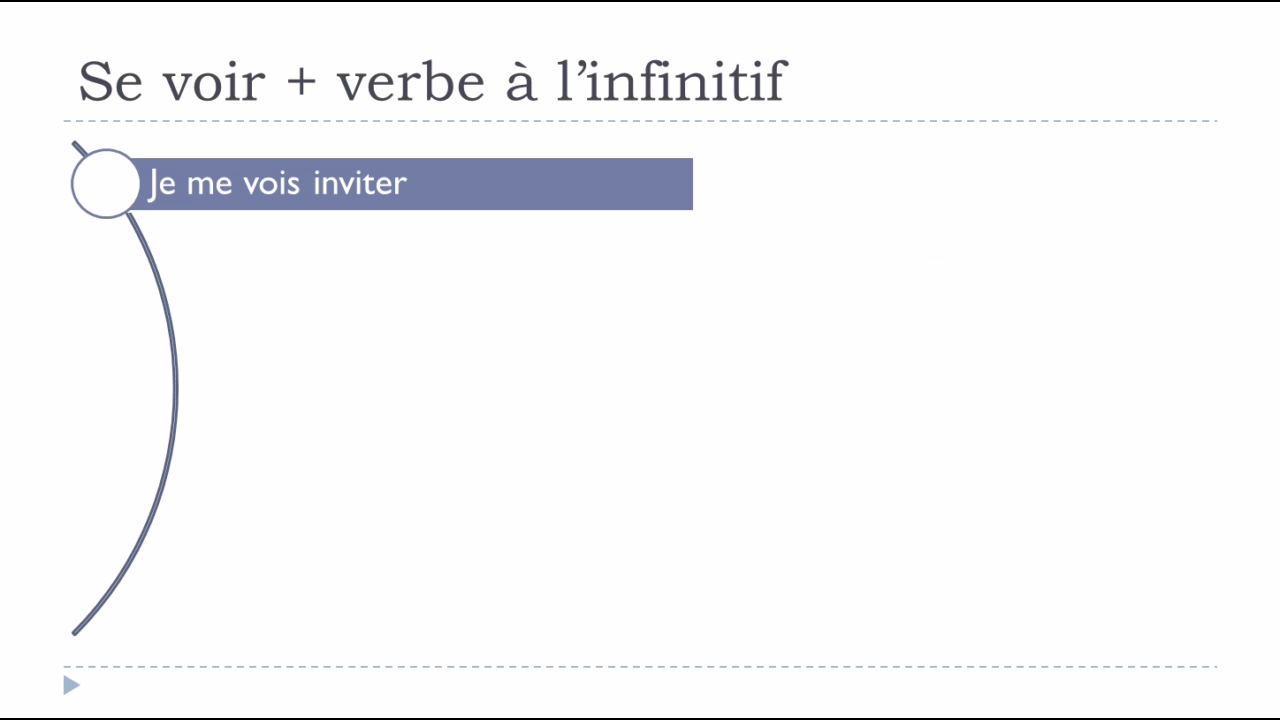 Se voir + verbe à l’infinitif
Je me vois inviter